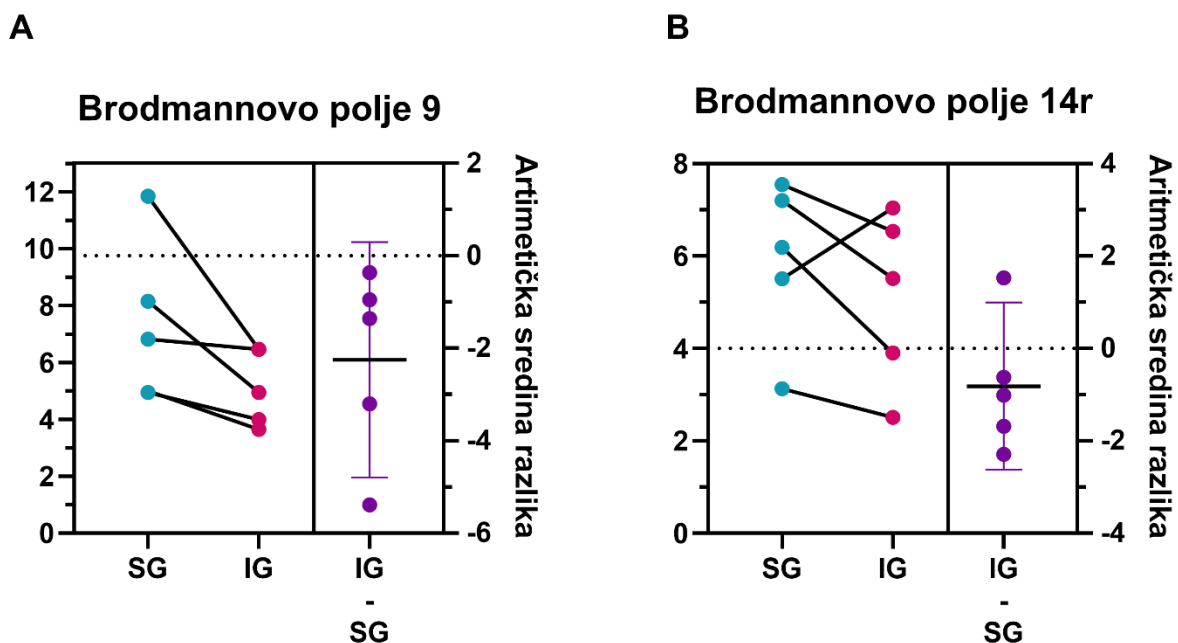 A
Brodmannovo polje 9
12
10
8
6
4
2
0
2
0
-2
-4
-6
Artimetička sredina razlika
SG
IG
IG
-
SG
B
Brodmannovo polje 14r
8
6
4
2
0
4
2
0
-2
-4
Aritmetička sredina razlika
SG
IG
IG
-
SG